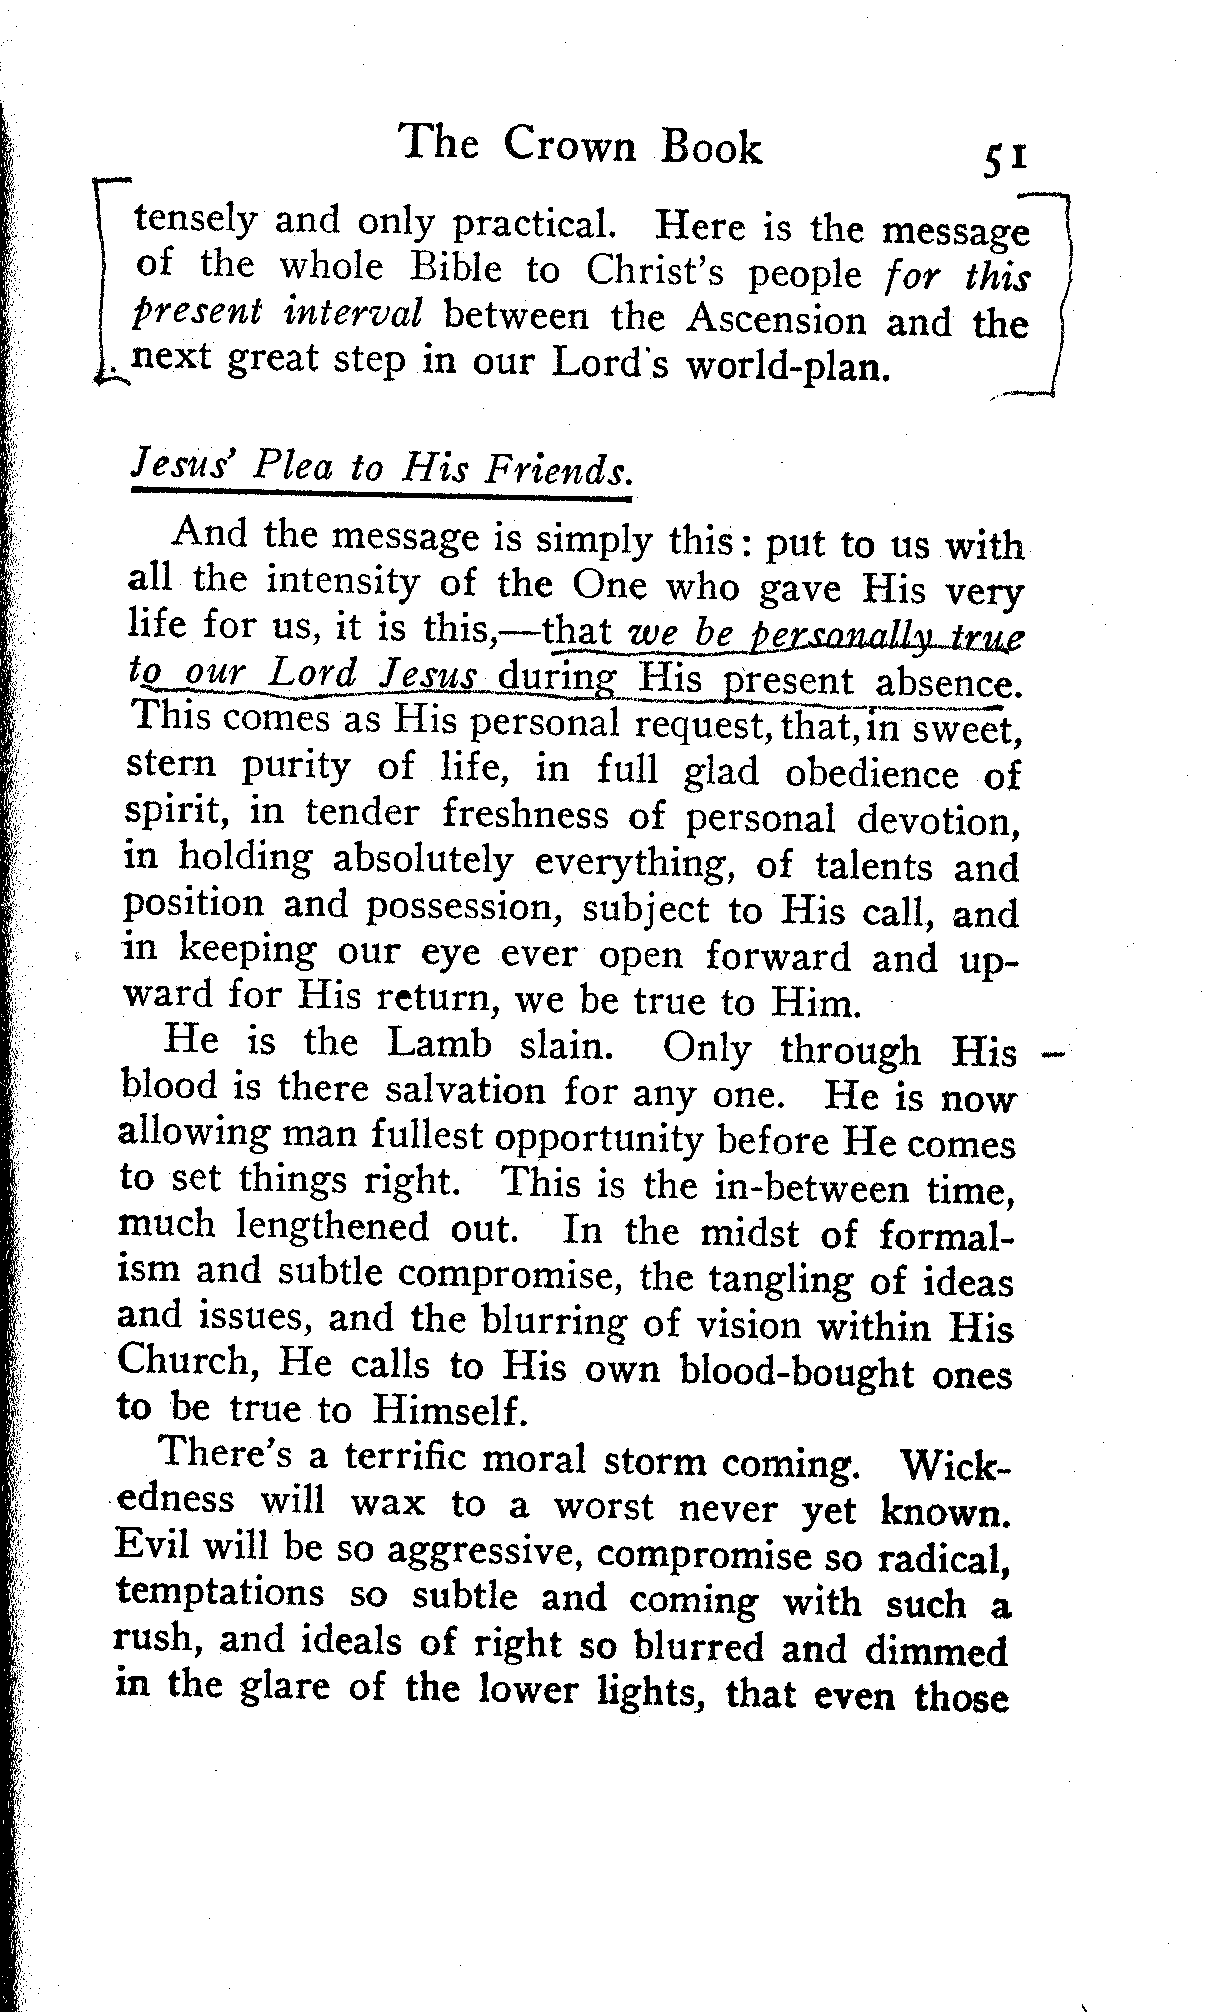 The Crown Book 51
tensely and only practical. Here is the message
of the whole Bible to Christ's people for this
present interval between the Ascension and the
next great step in our Lord's world-plan.
Jesus' Plea to His Friends.
And the message is simply this: put to us with
all the intensity of the One who gave His very
life for us, it is this,—that we be personally true
to our Lord Jesus during His present absence.
This comes as His personal request, that, in sweet,
stern purity of life, in full glad obedience of
spirit, in tender freshness of personal devotion,
in holding absolutely everything, of talents and
position and possession, subject to His call, and
in keeping our eye ever open forward and up-
ward for His return, we be true to Him.
He is the Lamb slain. Only through His
blood is there salvation for any one. He is now
allowing man fullest opportunity before He comes
to set things right. This is the in-between time,
much lengthened out. In the midst of formal-
ism and subtle compromise, the tangling of ideas
and issues, and the blurring of vision within His
Church, He calls to His own blood-bought ones
to be true to Himself.
There's a terrific moral storm coming. Wick-
edness will wax to a worst never yet known.
Evil will be so aggressive, compromise so radical,
temptations so subtle and coming with such a
rush, and ideals of right so blurred and dimmed
in the glare of the lower lights, that even those